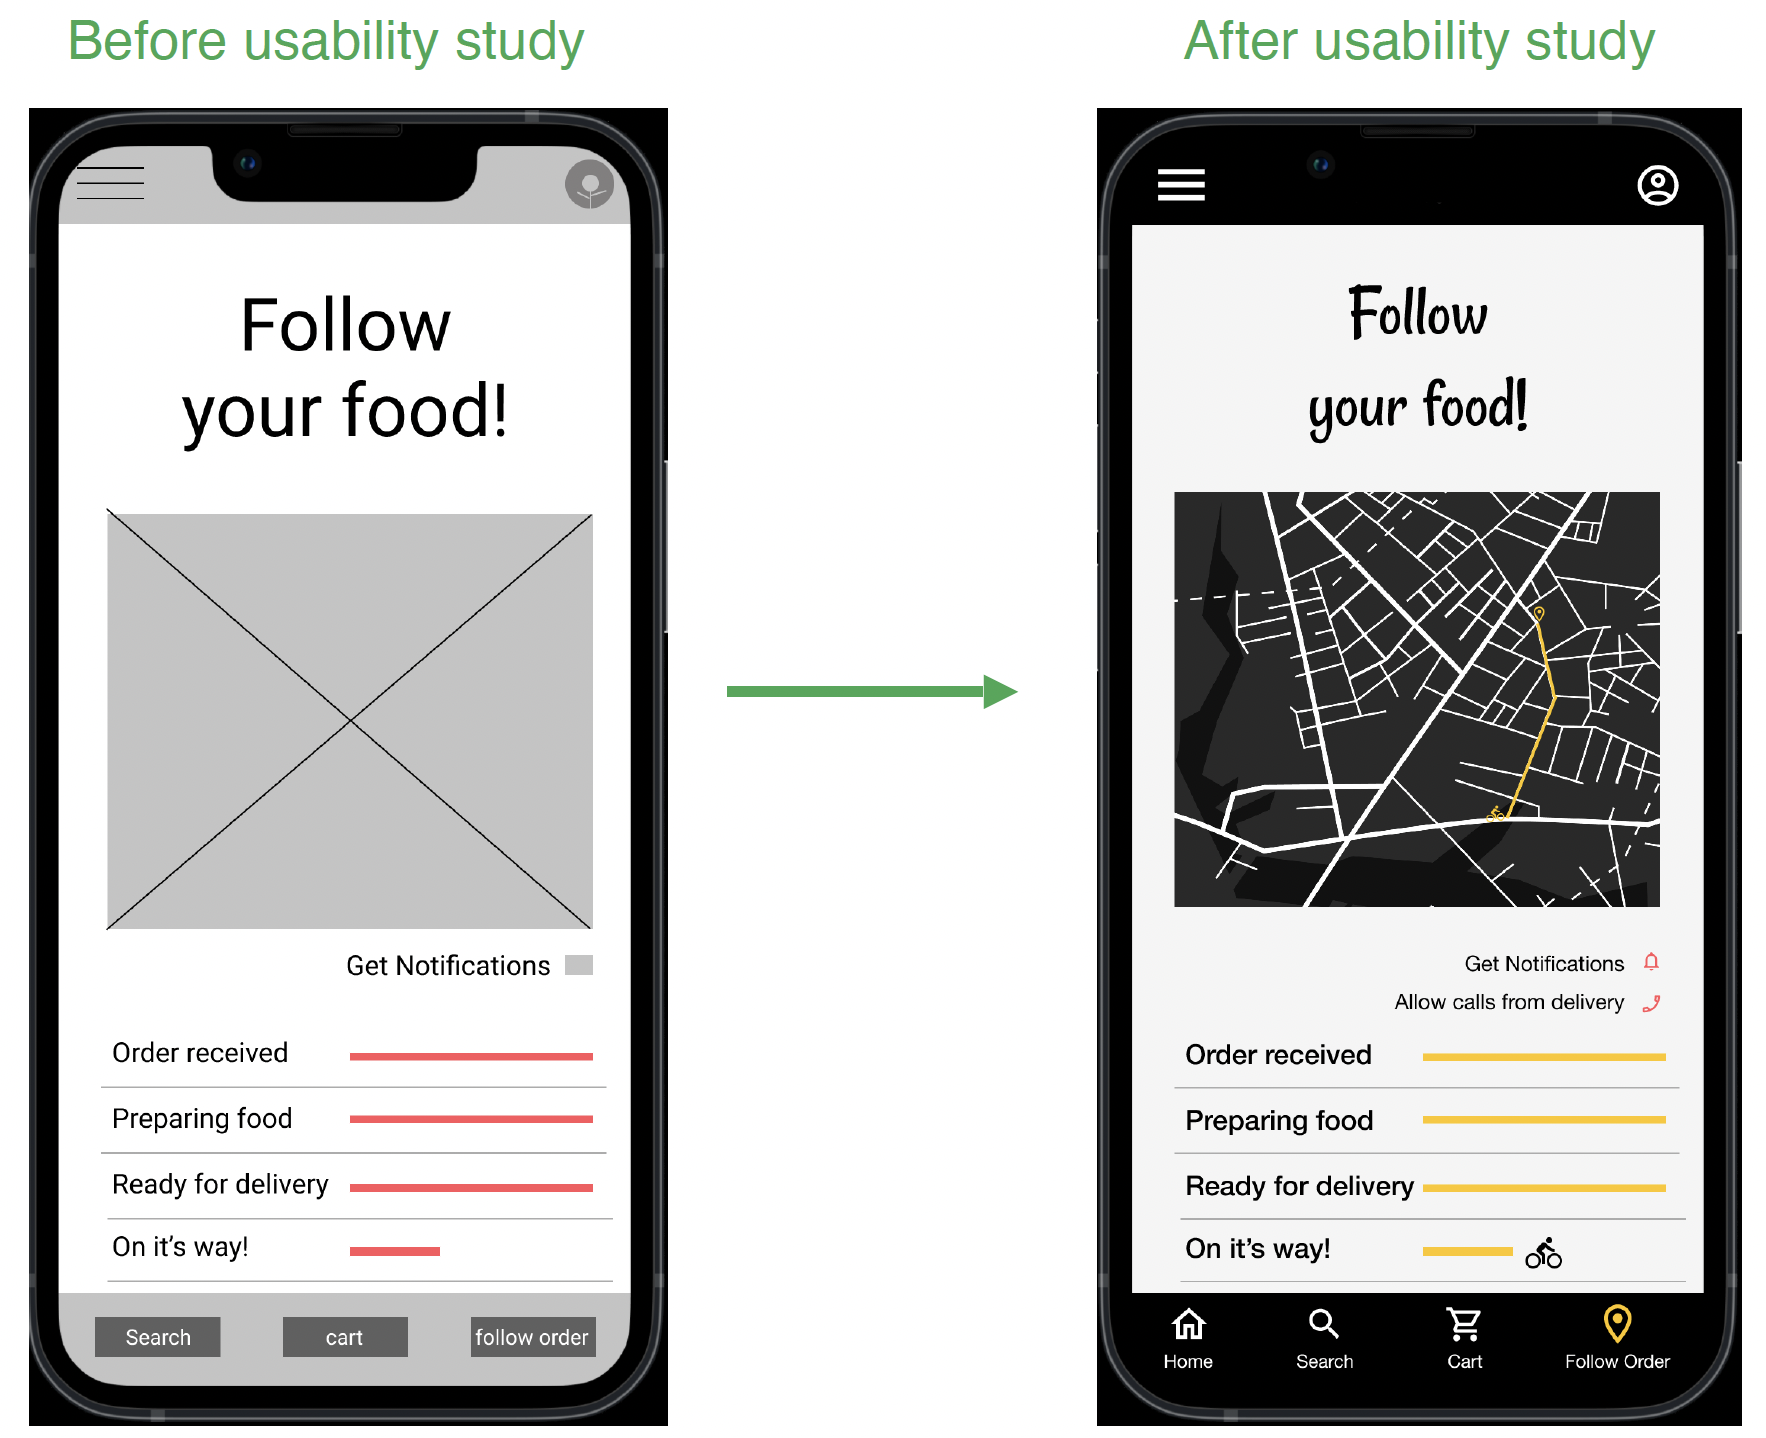 Before usability study
Follow
your food!
Get Notifications
Order received
Preparing food
Ready for delivery
On it's way!
Search
cart
follow order
After usability study
Follow
your food!
Get Notifications
Allow calls from delivery
Order received
Preparing food
Ready for delivery
On it's way!
Home
Search
Cart
Follow Order